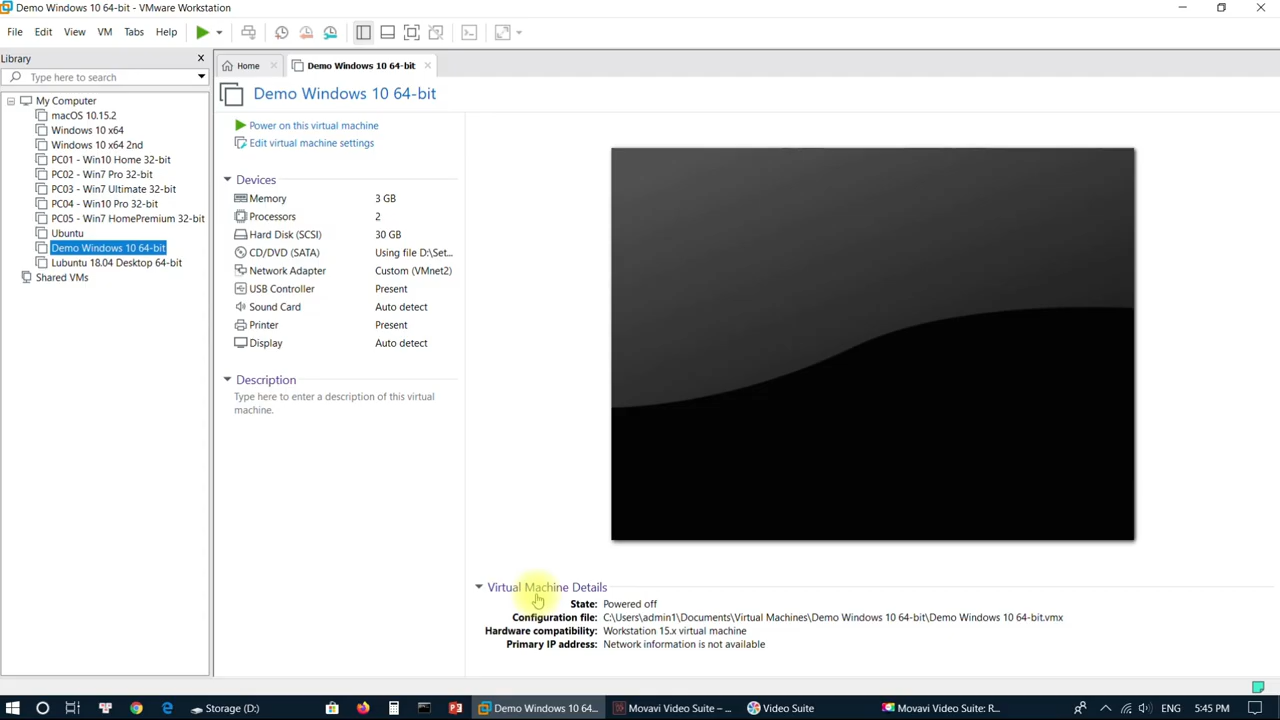 Demo Windows 10 64-bit - VMware Workstation
File Edit View VM Tabs Help
Library
Type here to search
My Computer
macOS 10.15.2
Windows 10 x64
Windows 10 x64 2nd
PC01 - Win10 Home 32-bit
PC02 - Win7 Pro 32-bit
PC03 - Win7 Ultimate 32-bit
PC04 - Win10 Pro 32-bit
PC05 - Win7 HomePremium 32-bit
Ubuntu
Demo Windows 10 64-bit
Lubuntu 18.04 Desktop 64-bit
Shared VMs
Home
Demo Windows 10 64-bit
Demo Windows 10 64-bit
Power on this virtual machine
Edit virtual machine settings
Devices
Memory 3 GB
Processors 2
Hard Disk (SCSI) 30 GB
CD/DVD (SATA) Using file D:\Set...
Network Adapter Custom (VMnet2)
USB Controller Present
Sound Card Auto detect
Printer Present
Display Auto detect
Description
Type here to enter a description of this virtual
machine.
Virtual Machine Details
State: Powered off
Configuration file: C:\Users\admin1\Documents\Virtual Machines\Demo Windows 10 64-bit\Demo Windows 10 64-bit.vmx
Hardware compatibility: Workstation 15.x virtual machine
Primary IP address: Network information is not available
Storage (D:) Demo Windows 10 64... Movavi Video Suite – ... Video Suite Movavi Video Suite: R... ENG 5:45 PM